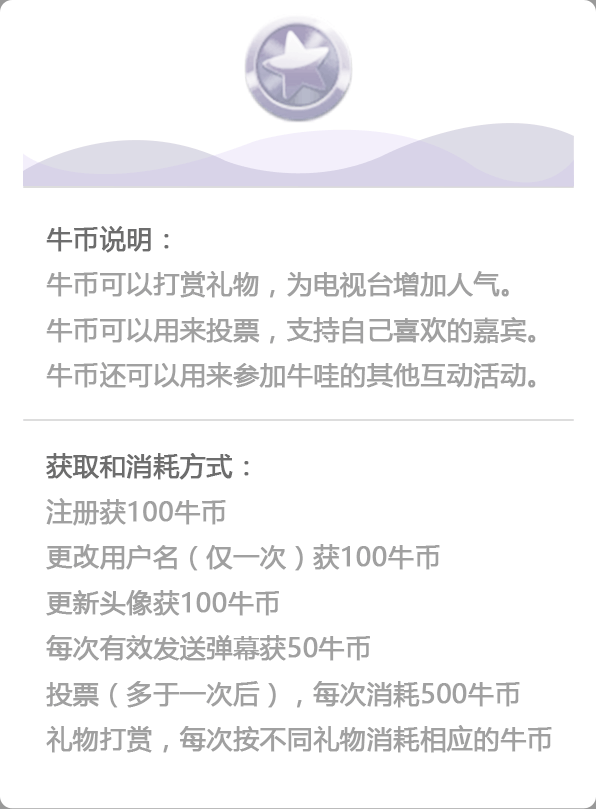 牛币说明：
牛币可以打赏礼物，为电视台增加人气。
牛币可以用来投票，支持自己喜欢的嘉宾。
牛币还可以用来参加牛哇的其他互动活动。
获取和消耗方式：
注册获100牛币
更改用户名（仅一次）获100牛币
更新头像获100牛币
每次有效发送弹幕获50牛币
投票（多于一次后），每次消耗500牛币
礼物打赏，每次按不同礼物消耗相应的牛币